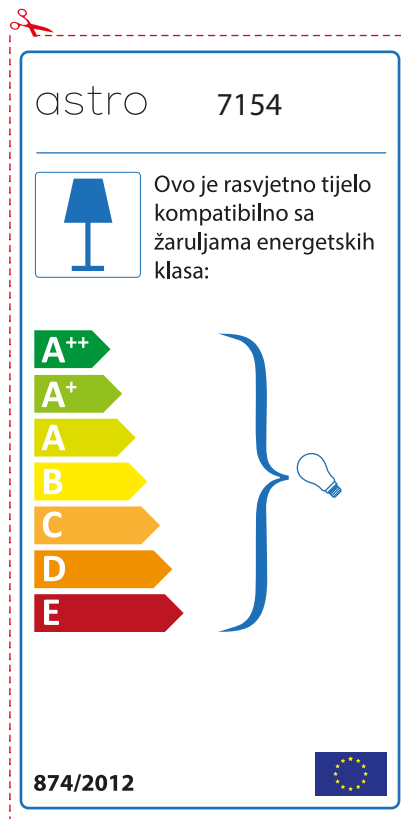 astro 7154
Ovo je rasvjetno tijelo
kompatibilno sa
žaruljama energetskih
klasa:
A++
A+
A
B
C
D
E
874/2012